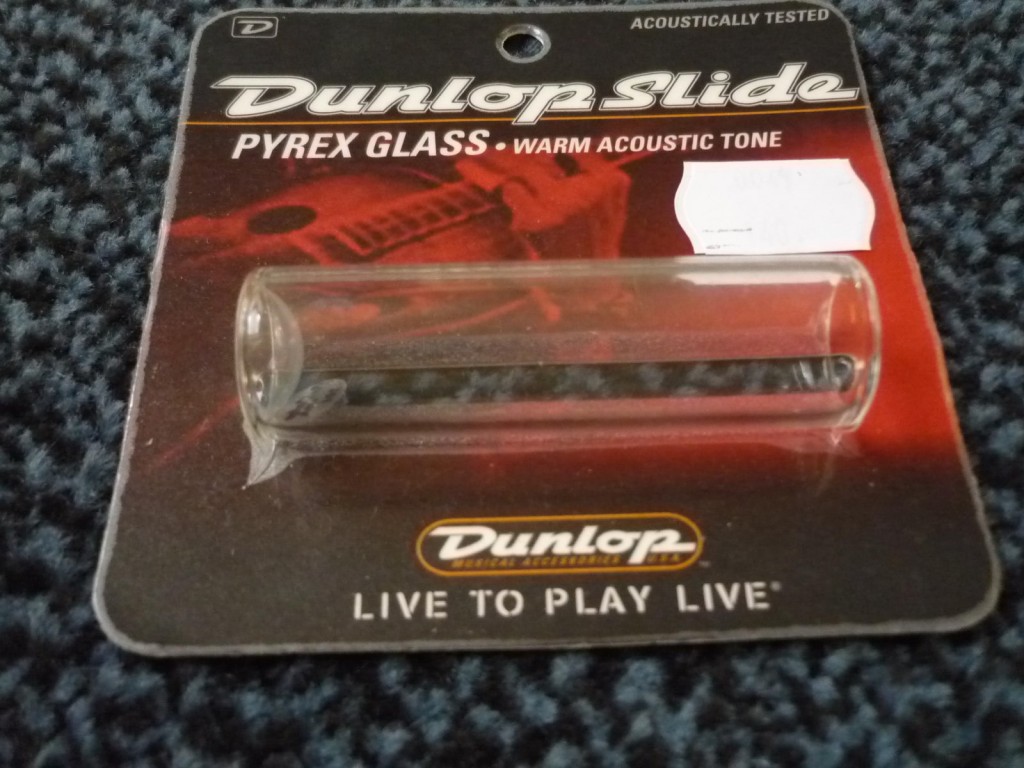 D
ACOUSTICALLY TESTED
Dunlop Slide
PYREX GLASS • WARM ACOUSTIC TONE
Dunlop
MUSICAL ACCESSORIES U.S.A.
LIVE TO PLAY LIVE®